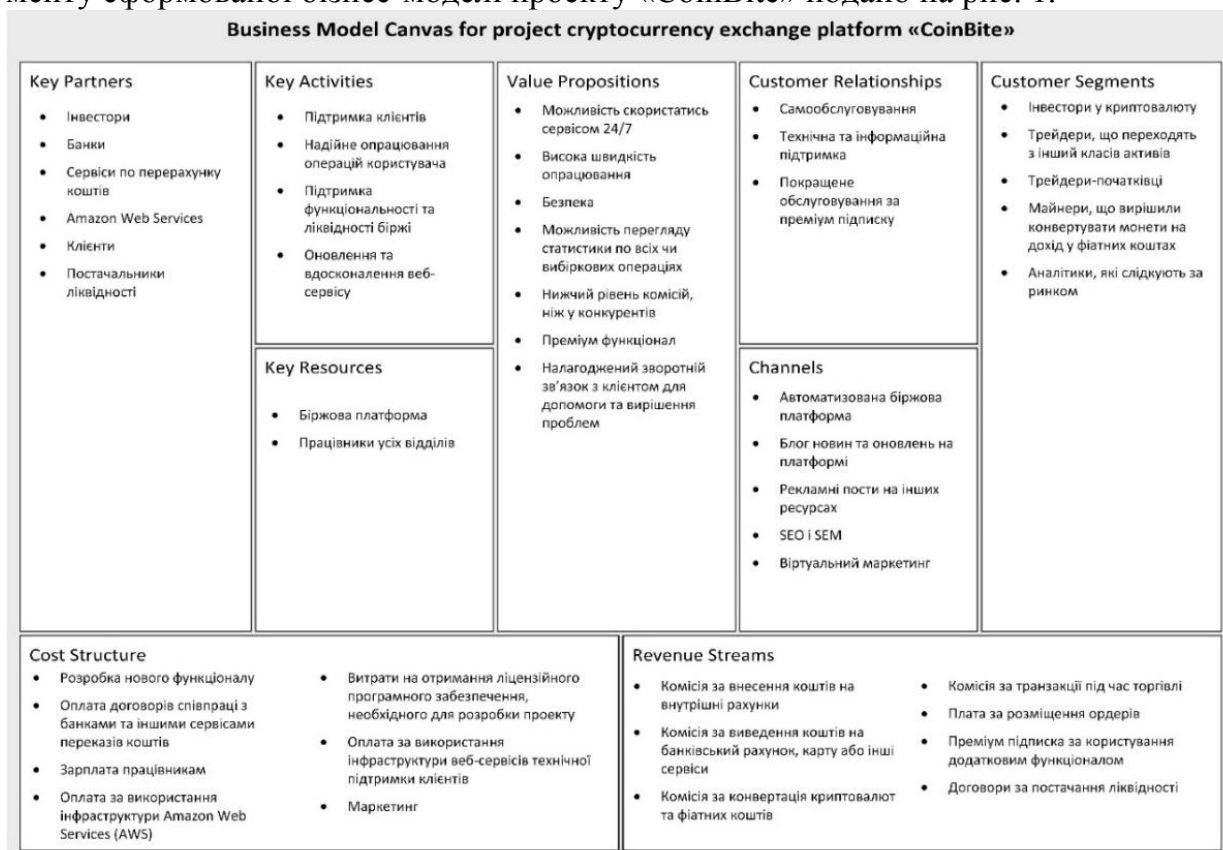 менту сформованої бізнес-моделі проєкту «CoinBite» подано на рис. 1.
Business Model Canvas for project cryptocurrency exchange platform «CoinBite»
Key Partners
• Інвестори
• Банки
• Сервіси по перерахунку
коштів
• Amazon Web Services
• Клієнти
• Постачальники
ліквідності
Key Activities
• Підтримка клієнтів
• Надійне опрацювання
операцій користувача
• Підтримка
функціональності та
ліквідності біржі
• Оновлення та
вдосконалення веб-
сервісу
Key Resources
• Біржова платформа
• Працівники усіх відділів
Value Propositions
• Можливість скористатись
сервісом 24/7
• Висока швидкість
опрацювання
• Безпека
• Можливість перегляду
статистики по всіх чи
вибіркових операціях
• Нижчий рівень комісій,
ніж у конкурентів
• Преміум функціонал
• Налагоджений зворотній
зв'язок з клієнтом для
допомоги та вирішення
проблем
Customer Relationships
• Самообслуговування
• Технічна та інформаційна
підтримка
• Покращене
обслуговування за
преміум підписку
Channels
• Автоматизована біржова
платформа
• Блог новин та оновлень на
платформі
• Рекламні пости на інших
ресурсах
• SEO і SEM
• Віртуальний маркетинг
Customer Segments
• Інвестори у криптовалюту
• Трейдери, що переходять
з інший класів активів
• Трейдери-початківці
• Майнери, що вирішили
конвертувати монети на
дохід у фіатних коштах
• Аналітики, які слідкують за
ринком
Cost Structure
• Розробка нового функціоналу
• Оплата договорів співпраці з
банками та іншими сервісами
переказів коштів
• Зарплата працівникам
• Оплата за використання
інфраструктури Amazon Web
Services (AWS)
• Витрати на отримання ліцензійного
програмного забезпечення,
необхідного для розробки проекту
• Оплата за використання
інфраструктури веб-сервісів технічної
підтримки клієнтів
• Маркетинг
Revenue Streams
• Комісія за внесення коштів на
внутрішні рахунки
• Комісія за виведення коштів на
банківський рахунок, карту або інші
сервіси
• Комісія за конвертація криптовалют
та фіатних коштів
• Комісія за транзакції під час торгівлі
• Плата за розміщення ордерів
• Преміум підписка за користування
додатковим функціоналом
• Договори за постачання ліквідності